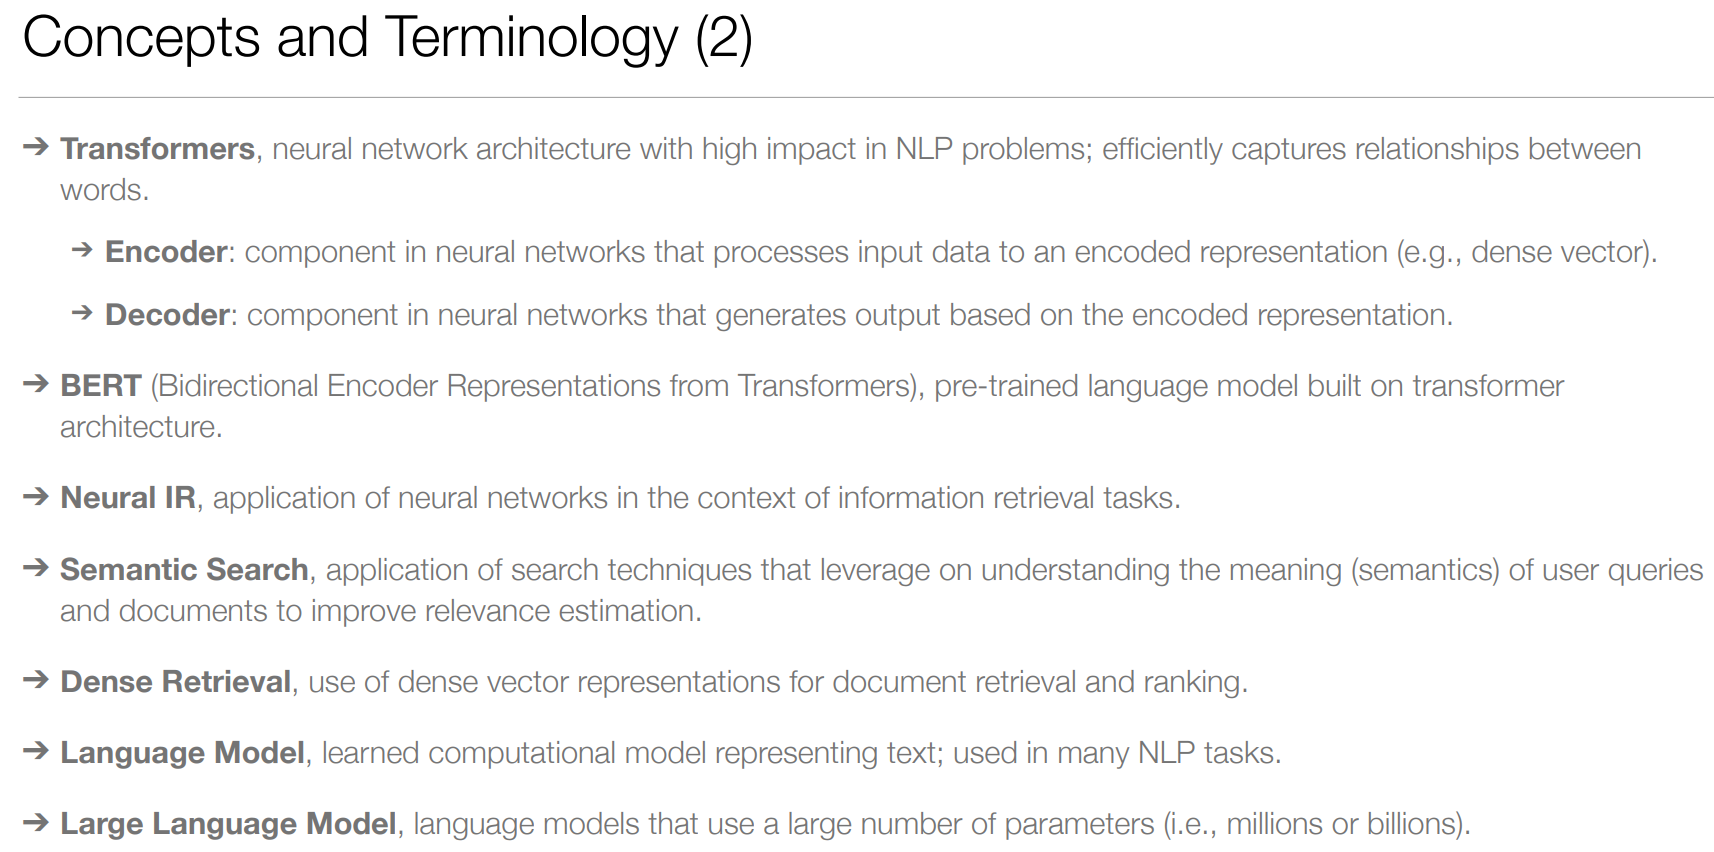 Concepts and Terminology (2)
➔ Transformers, neural network architecture with high impact in NLP problems; efficiently captures relationships between
words.
➔ Encoder: component in neural networks that processes input data to an encoded representation (e.g., dense vector).
➔ Decoder: component in neural networks that generates output based on the encoded representation.
➔ BERT (Bidirectional Encoder Representations from Transformers), pre-trained language model built on transformer
architecture.
➔ Neural IR, application of neural networks in the context of information retrieval tasks.
➔ Semantic Search, application of search techniques that leverage on understanding the meaning (semantics) of user queries
and documents to improve relevance estimation.
➔ Dense Retrieval, use of dense vector representations for document retrieval and ranking.
➔ Language Model, learned computational model representing text; used in many NLP tasks.
➔ Large Language Model, language models that use a large number of parameters (i.e., millions or billions).